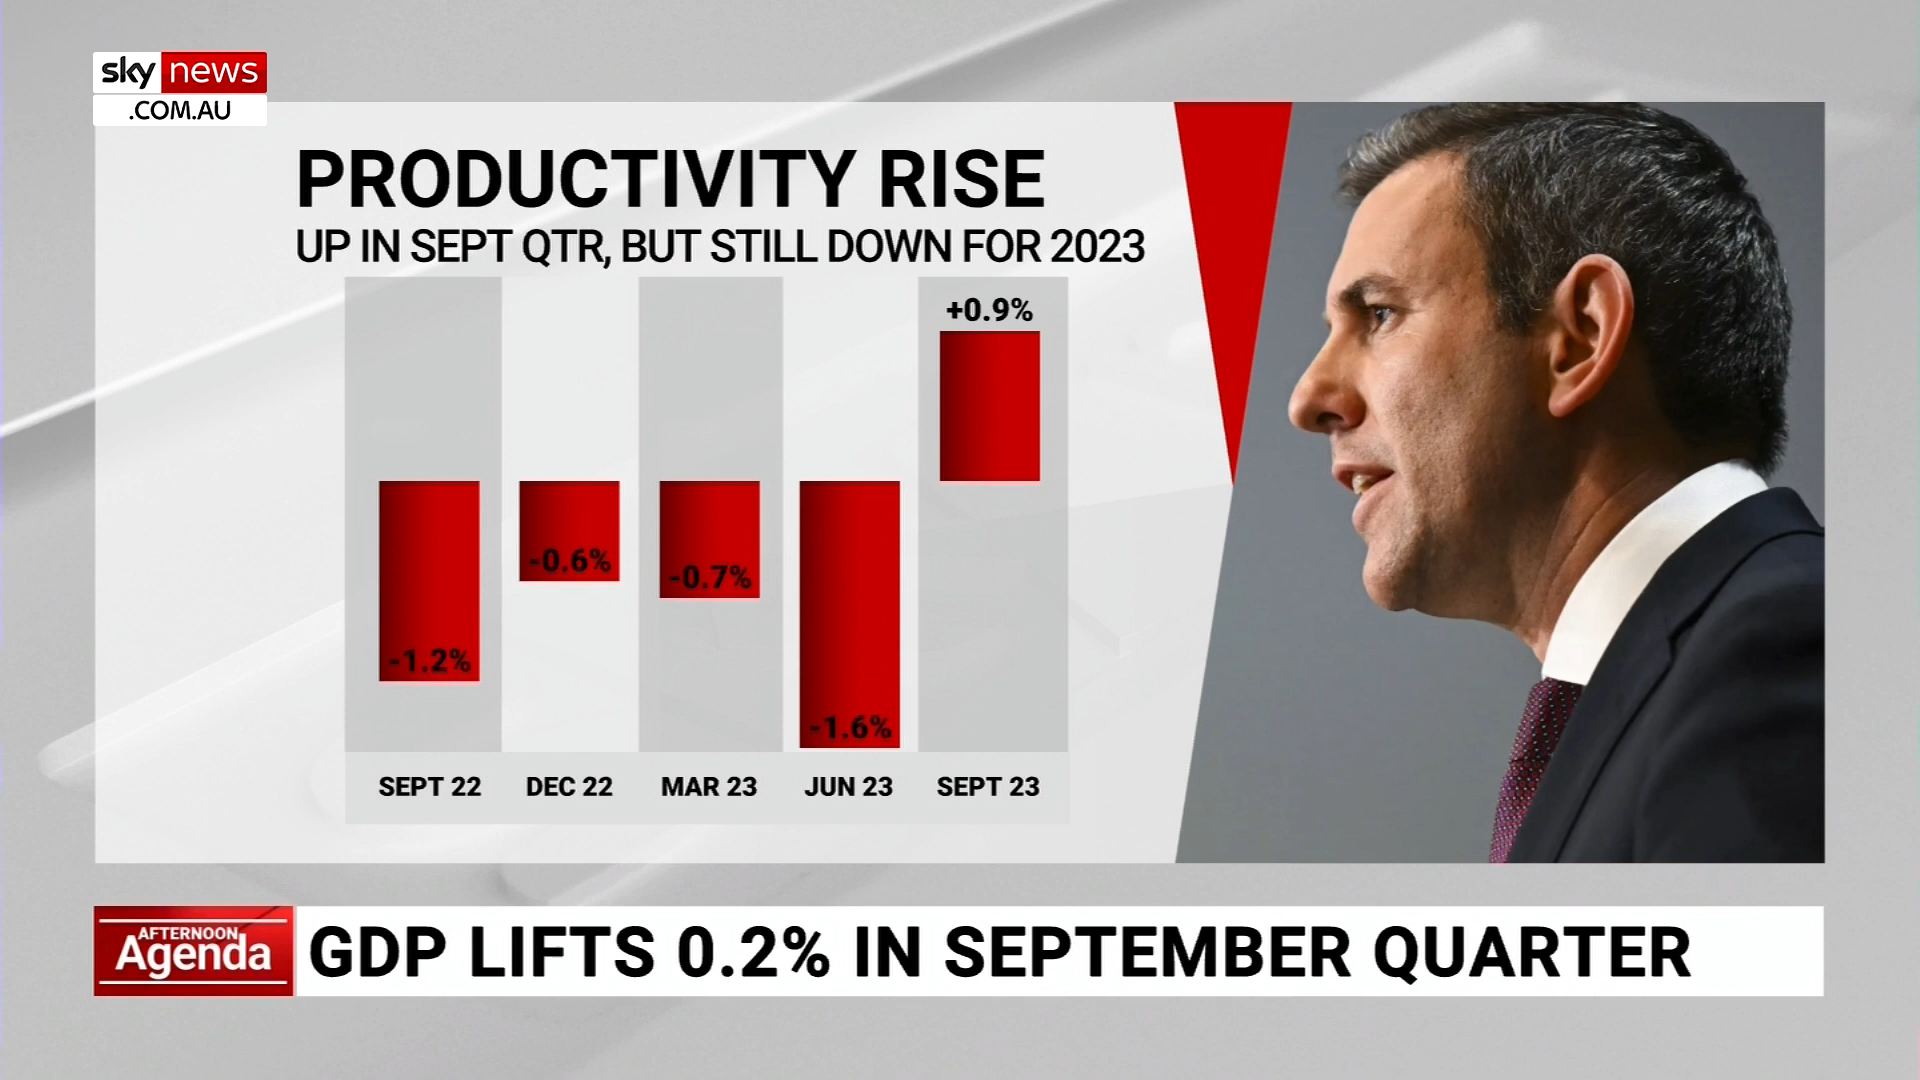 sky news
.COM.AU
PRODUCTIVITY RISE
UP IN SEPT QTR, BUT STILL DOWN FOR 2023
+0.9%
-0.6%
-0.7%
-1.2%
-1.6%
SEPT 22 DEC 22 MAR 23 JUN 23 SEPT 23
AFTERNOON
Agenda
GDP LIFTS 0.2% IN SEPTEMBER QUARTER